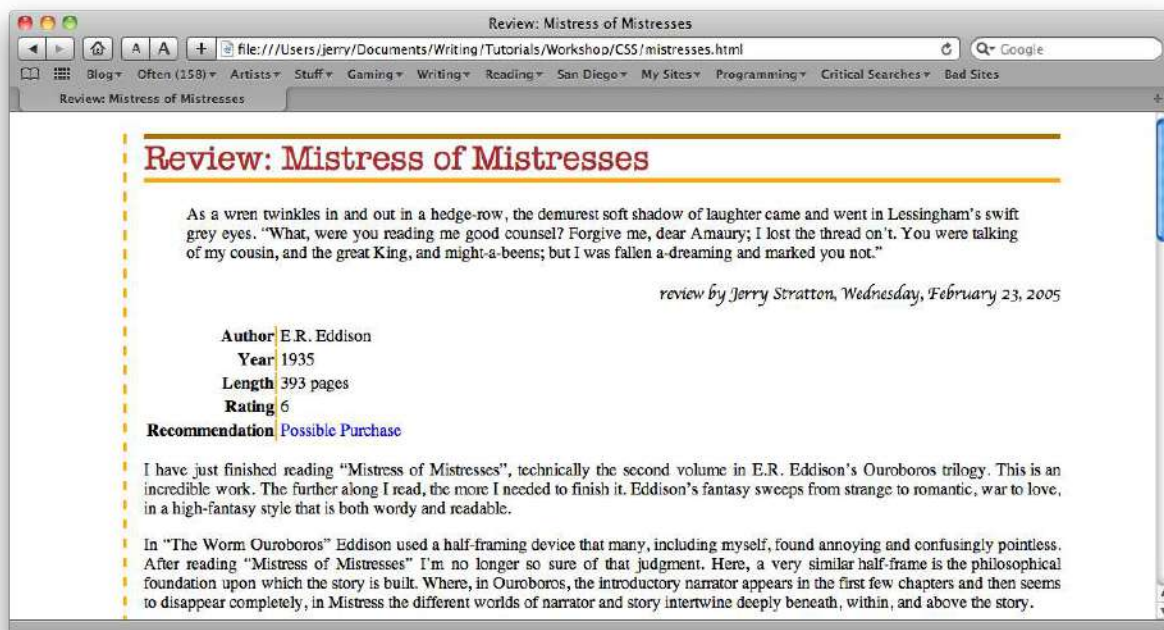 Review: Mistress of Mistresses
A A + file:///Users/jerry/Documents/Writing/Tutorials/Workshop/CSS/mistresses.html Google
Blog Often (158) Artists Stuff Gaming Writing Reading San Diego My Sites Programming Critical Searches Bad Sites
Review: Mistress of Mistresses
Review: Mistress of Mistresses
As a wren twinkles in and out in a hedge-row, the demurest soft shadow of laughter came and went in Lessingham’s swift
grey eyes. “What, were you reading me good counsel? Forgive me, dear Amaury; I lost the thread on’t. You were talking
of my cousin, and the great King, and might-a-beens; but I was fallen a-dreaming and marked you not.”
review by Jerry Stratton, Wednesday, February 23, 2005
Author E.R. Eddison
Year 1935
Length 393 pages
Rating 6
Recommendation Possible Purchase
I have just finished reading “Mistress of Mistresses”, technically the second volume in E.R. Eddison’s Ouroboros trilogy. This is an
incredible work. The further along I read, the more I needed to finish it. Eddison’s fantasy sweeps from strange to romantic, war to love,
in a high-fantasy style that is both wordy and readable.
In “The Worm Ouroboros” Eddison used a half-framing device that many, including myself, found annoying and confusingly pointless.
After reading “Mistress of Mistresses” I’m no longer so sure of that judgment. Here, a very similar half-frame is the philosophical
foundation upon which the story is built. Where, in Ouroboros, the introductory narrator appears in the first few chapters and then seems
to disappear completely, in Mistress the different worlds of narrator and story intertwine deeply beneath, within, and above the story.